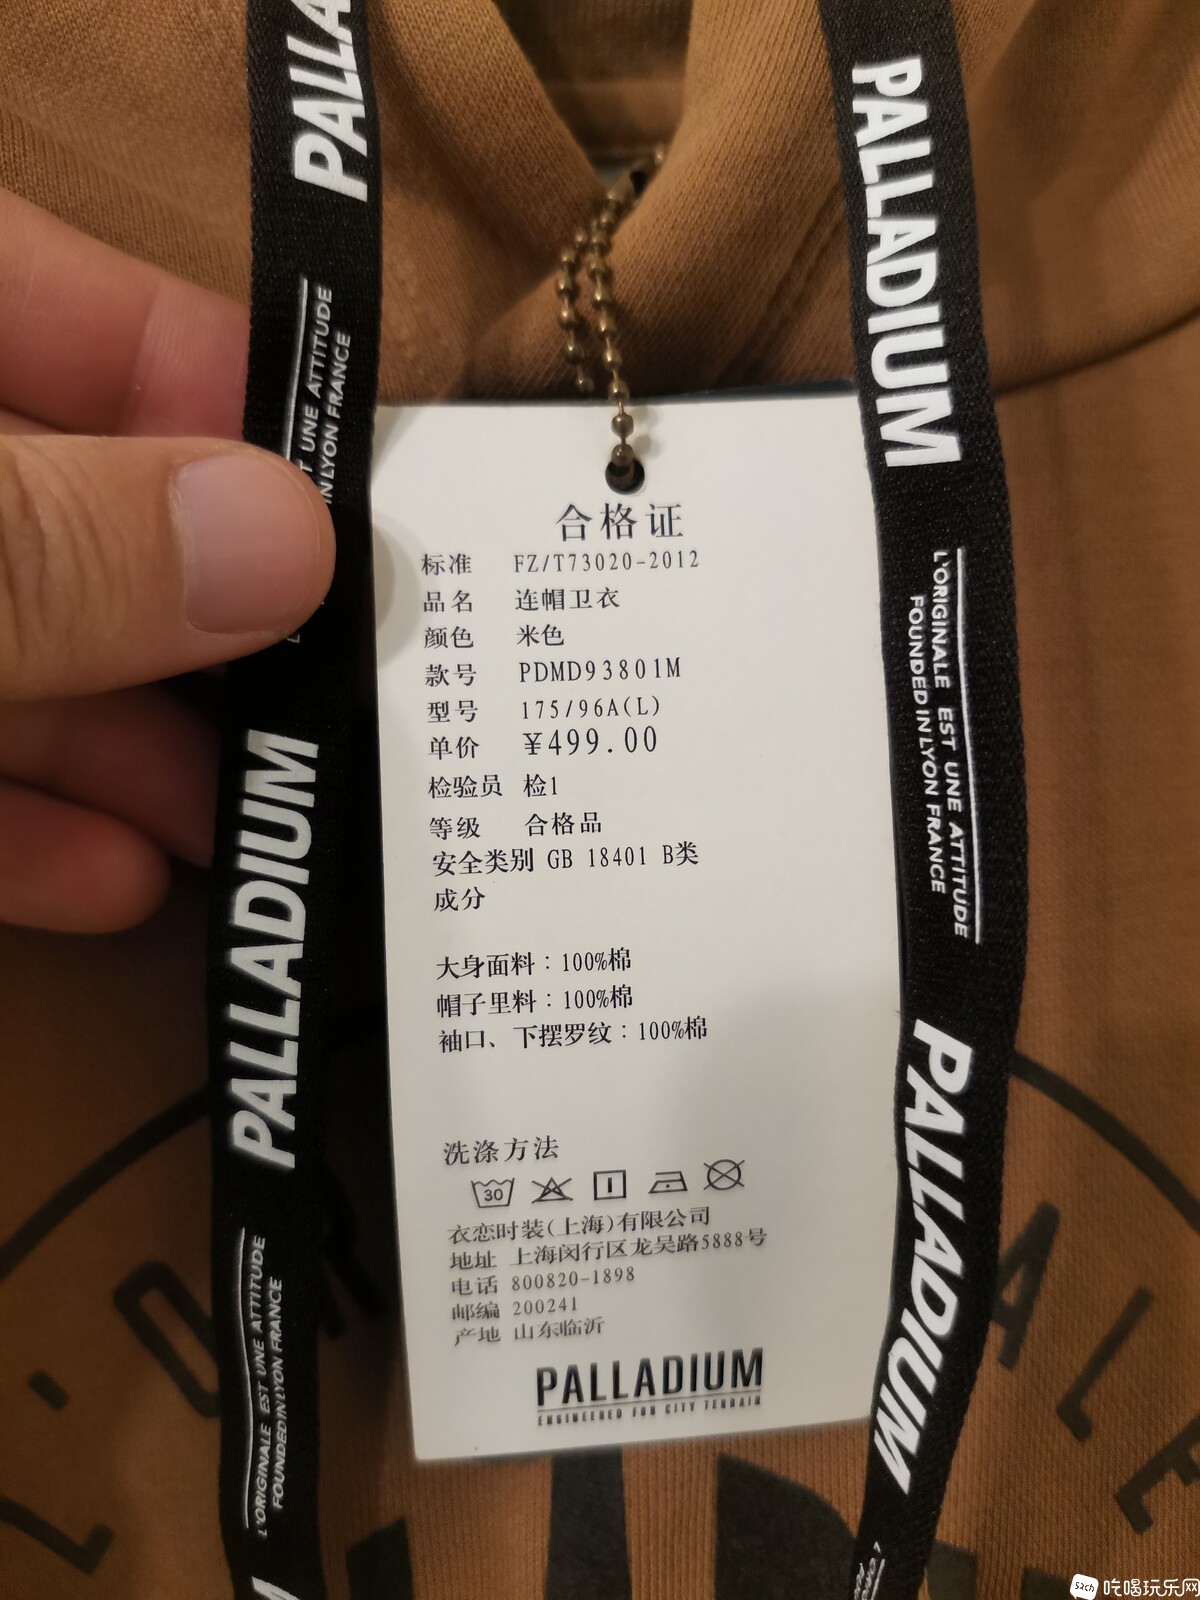 PALLA
T UNE ATTITUDE
IN LYON FRANCE
PALLADIUM
L'ORIGINALE EST UNE ATTITUDE
FOUNDED IN LYON FRANCE
PALLADIUM
L'ORIGINALE EST UNE ATTITUDE
FOUNDED IN LYON FRANCE
PALLADIUM
合格证
标准 FZ/T73020-2012
品名 连帽卫衣
颜色 米色
款号 PDMD93801M
型号 175/96A(L)
单价 ¥499.00
检验员 检1
等级 合格品
安全类别 GB 18401 B类
成分
大身面料：100%棉
帽子里料：100%棉
袖口、下摆罗纹：100%棉
洗涤方法
30
衣恋时装(上海)有限公司
地址 上海闵行区龙吴路5888号
电话 800820-1898
邮编 200241
产地 山东临沂
PALLADIUM
ENGINEERED FOR CITY TERRAIN
L'O
ALE
52ch 吃喝玩乐网